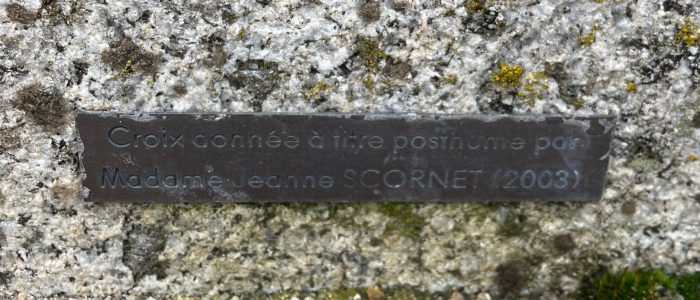 Croix donnée à titre posthume par
Madame Jeanne SCORNET (2003)